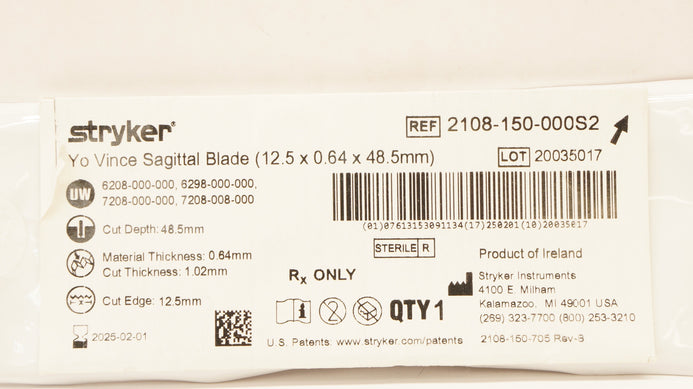 stryker®
REF 2108-150-000S2
Yo Vince Sagittal Blade (12.5 x 0.64 x 48.5mm)
LOT 20035017
UW 6208-000-000, 6298-000-000,
7208-000-000, 7208-008-000
(01)07613153091134(17)250201(10)20035017
Cut Depth: 48.5mm
STERILE R
Material Thickness: 0.64mm
Cut Thickness: 1.02mm
Rx ONLY
Product of Ireland
Stryker Instruments
4100 E. Milham
Kalamazoo, MI 49001 USA
(269) 323-7700 (800) 253-3210
Cut Edge: 12.5mm
QTY 1
2025-02-01
U.S. Patents: www.stryker.com/patents
2108-150-705 Rev-B